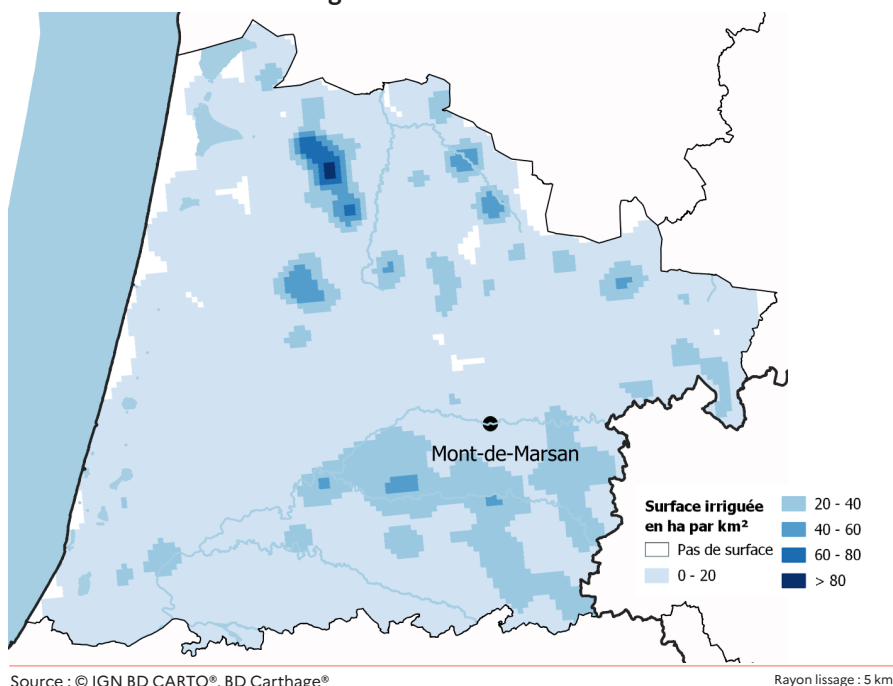 Mont-de-Marsan
Surface irriguée
en ha par km²
Pas de surface
0 - 20
20 - 40
40 - 60
60 - 80
> 80
Source : © IGN BD CARTO®, BD Carthage®
Rayon lissage : 5 km